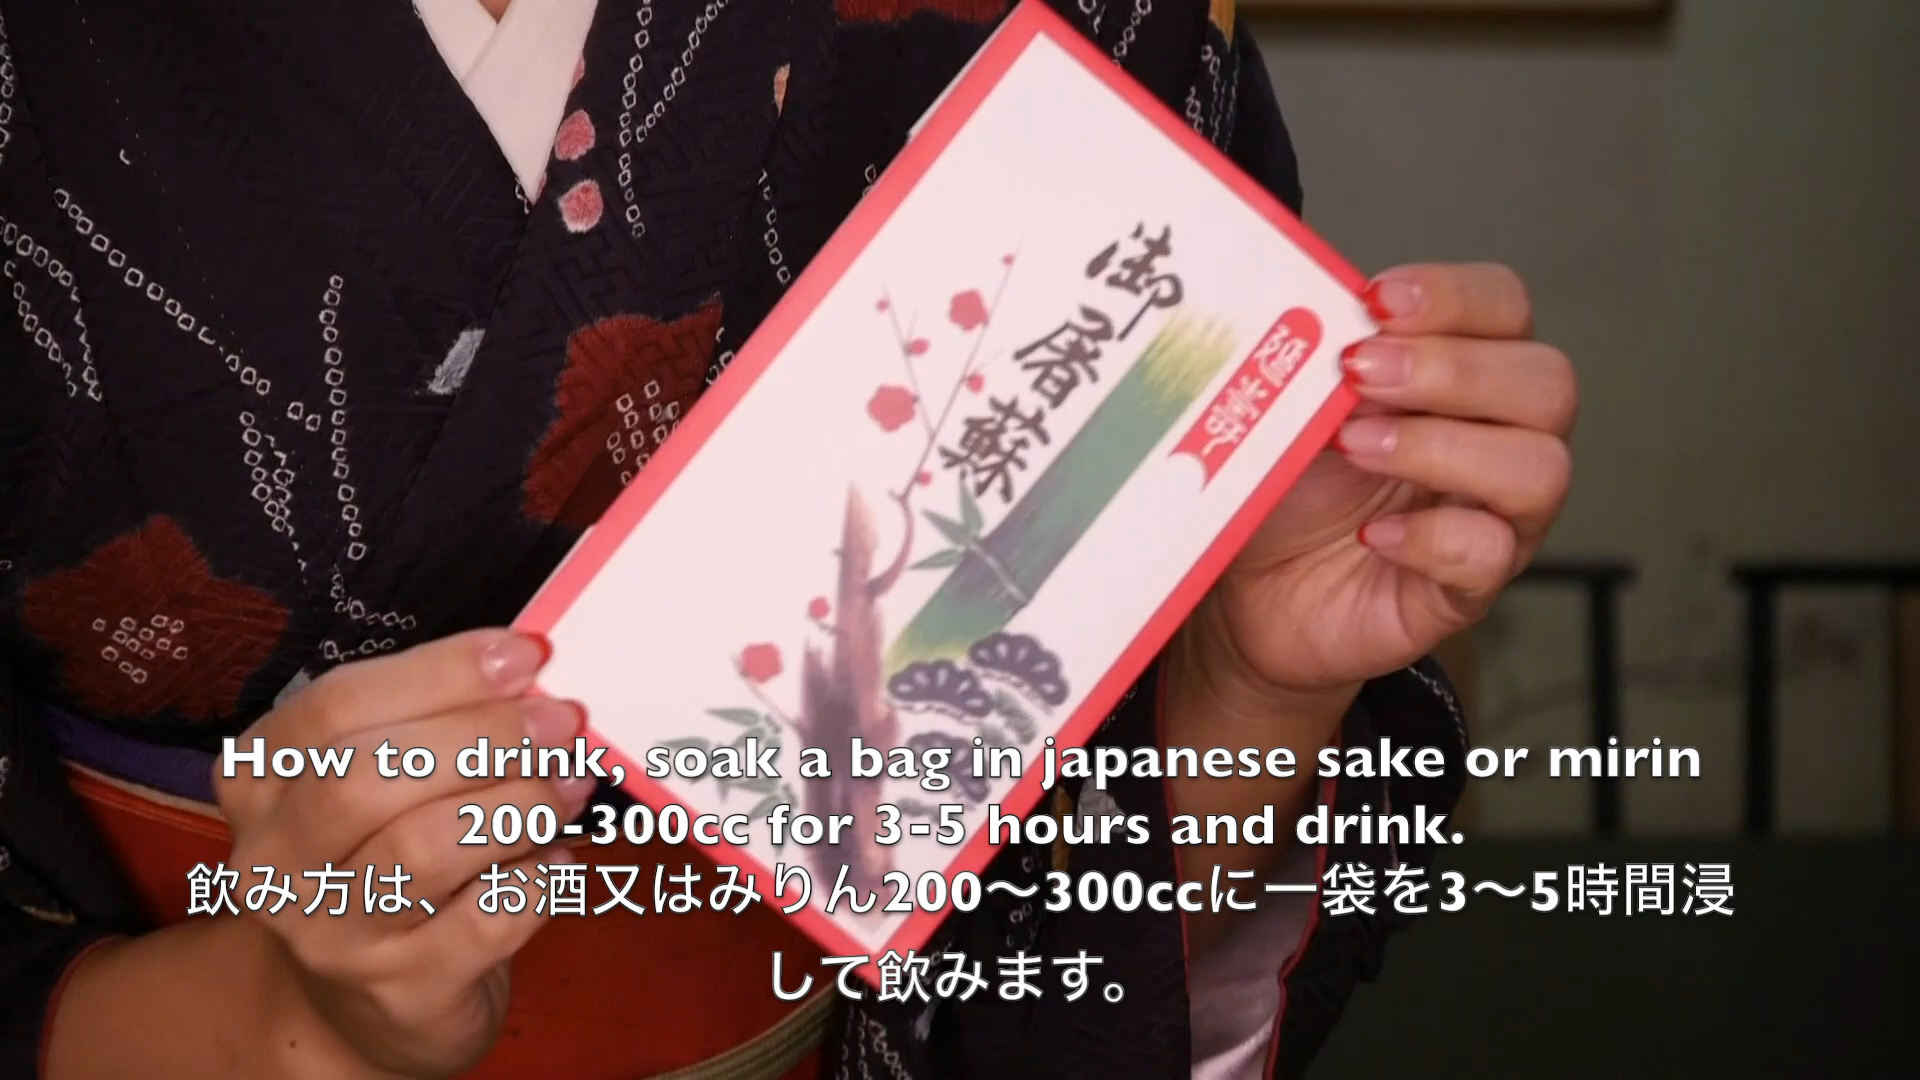 御屠蘇
延寿
How to drink, soak a bag in japanese sake or mirin
200-300cc for 3-5 hours and drink.
飲み方は、お酒又はみりん200〜300ccに一袋を3〜5時間浸
して飲みます。